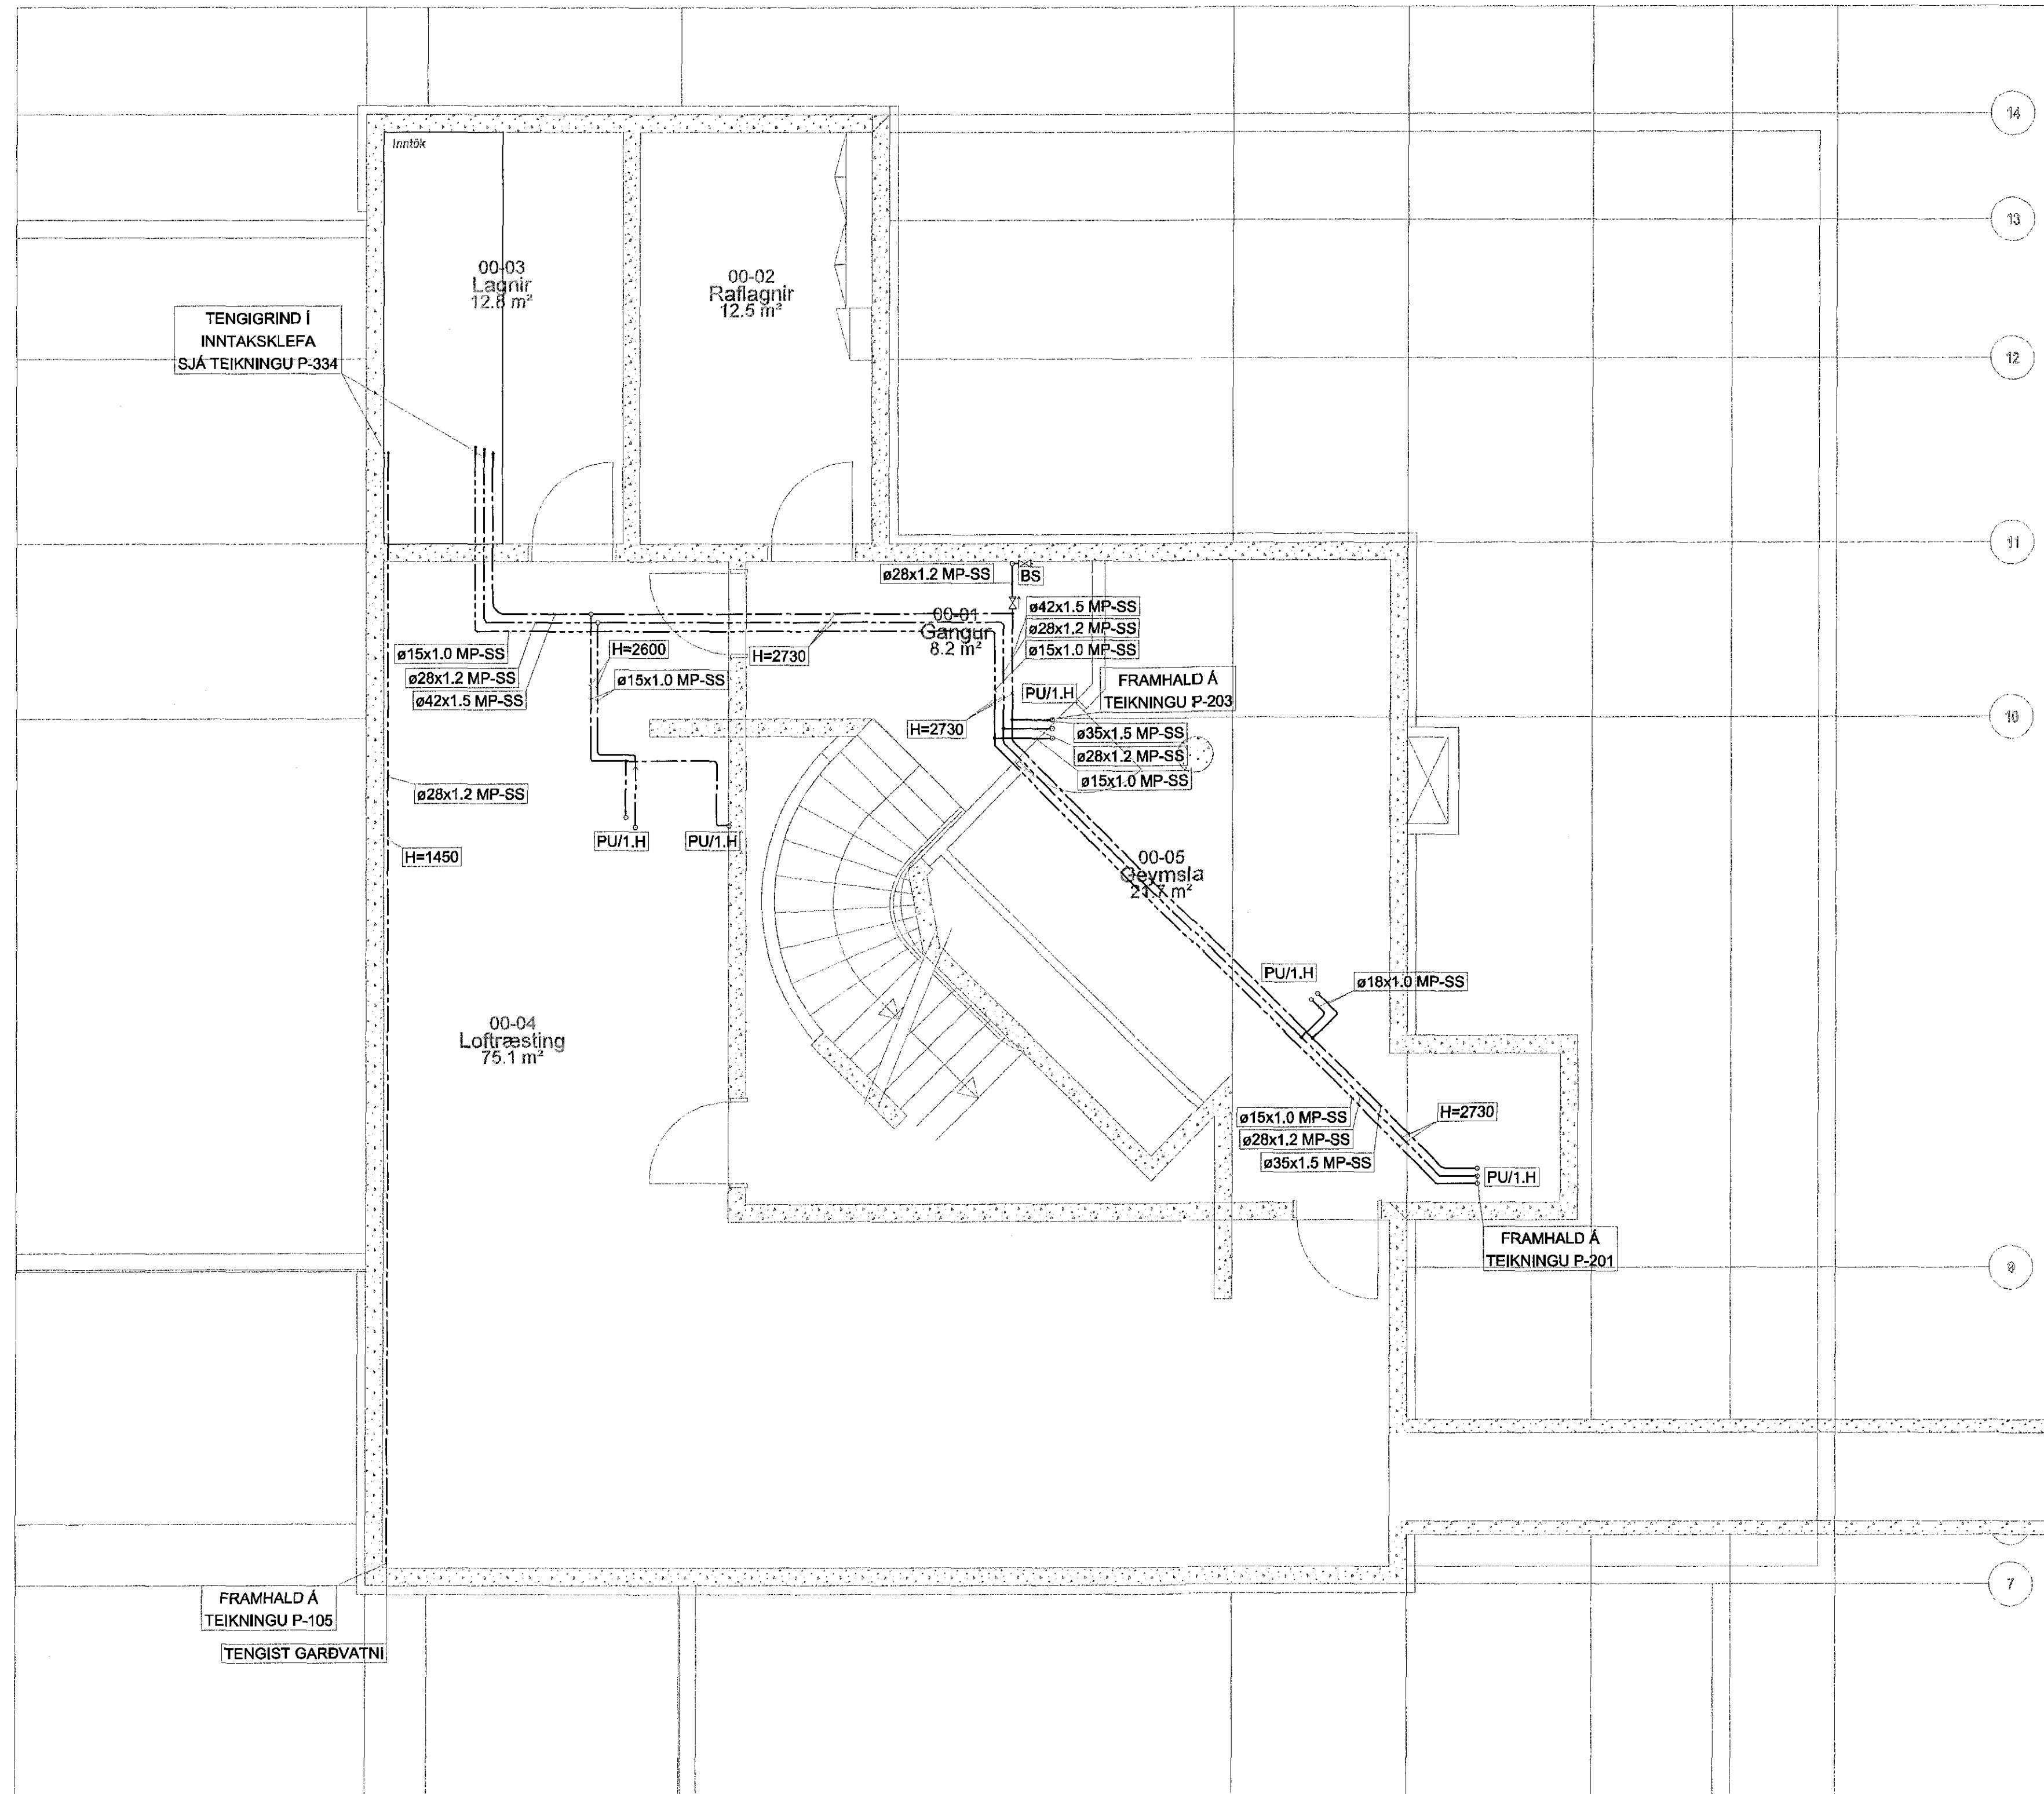 14
Inntök
13
00-03
Lagnir
12.8 m²
00-02
Raflagnir
12.5 m²
TENGIGRIND Í
INNTAKSKLEFA
SJÁ TEIKNINGU P-334
12
11
ø28x1.2 MP-SS
BS
00-01
Gangur
8.2 m²
ø42x1.5 MP-SS
ø28x1.2 MP-SS
ø15x1.0 MP-SS
ø15x1.0 MP-SS
ø28x1.2 MP-SS
ø42x1.5 MP-SS
H=2600
ø15x1.0 MP-SS
H=2730
PU/1.H
FRAMHALD Á
TEIKNINGU P-203
10
H=2730
ø35x1.5 MP-SS
ø28x1.2 MP-SS
ø15x1.0 MP-SS
ø28x1.2 MP-SS
PU/1.H
PU/1.H
H=1450
00-05
Geymsla
21.7 m²
PU/1.H
ø18x1.0 MP-SS
00-04
Loftræsting
75.1 m²
ø15x1.0 MP-SS
ø28x1.2 MP-SS
ø35x1.5 MP-SS
H=2730
PU/1.H
FRAMHALD Á
TEIKNINGU P-201
9
7
FRAMHALD Á
TEIKNINGU P-105
TENGIST GARÐVATNI